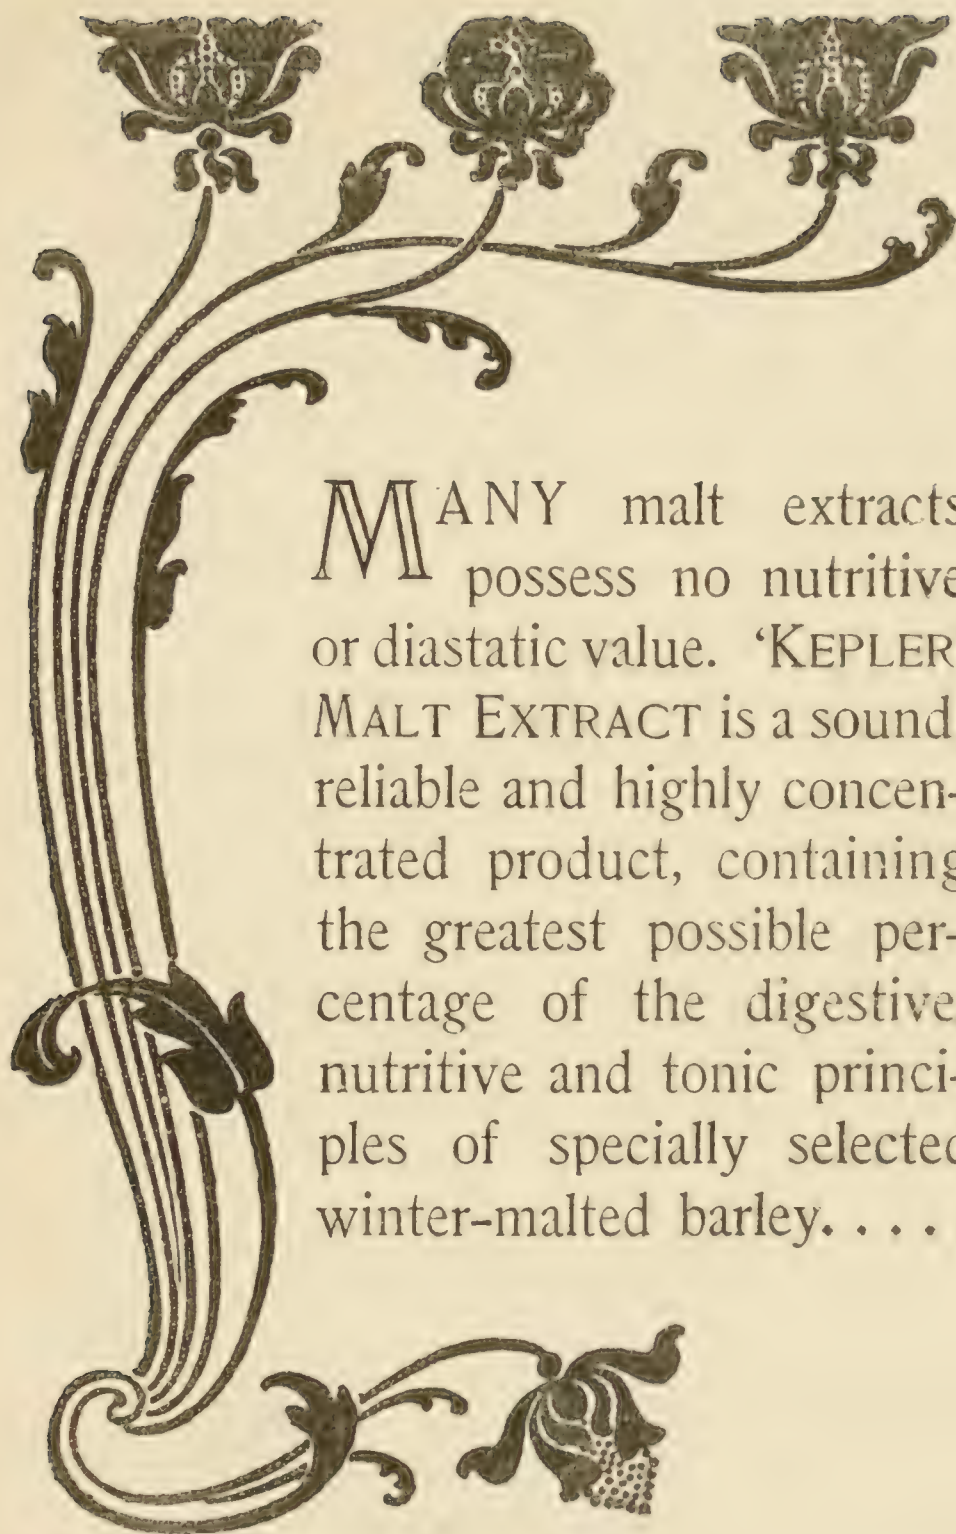 MANY malt extracts
possess no nutritive
or diastatic value. ‘KEPLER
MALT EXTRACT is a sound
reliable and highly concen-
trated product, containing
the greatest possible per-
centage of the digestive
nutritive and tonic princi-
ples of specially selected
winter-malted barley. . . .